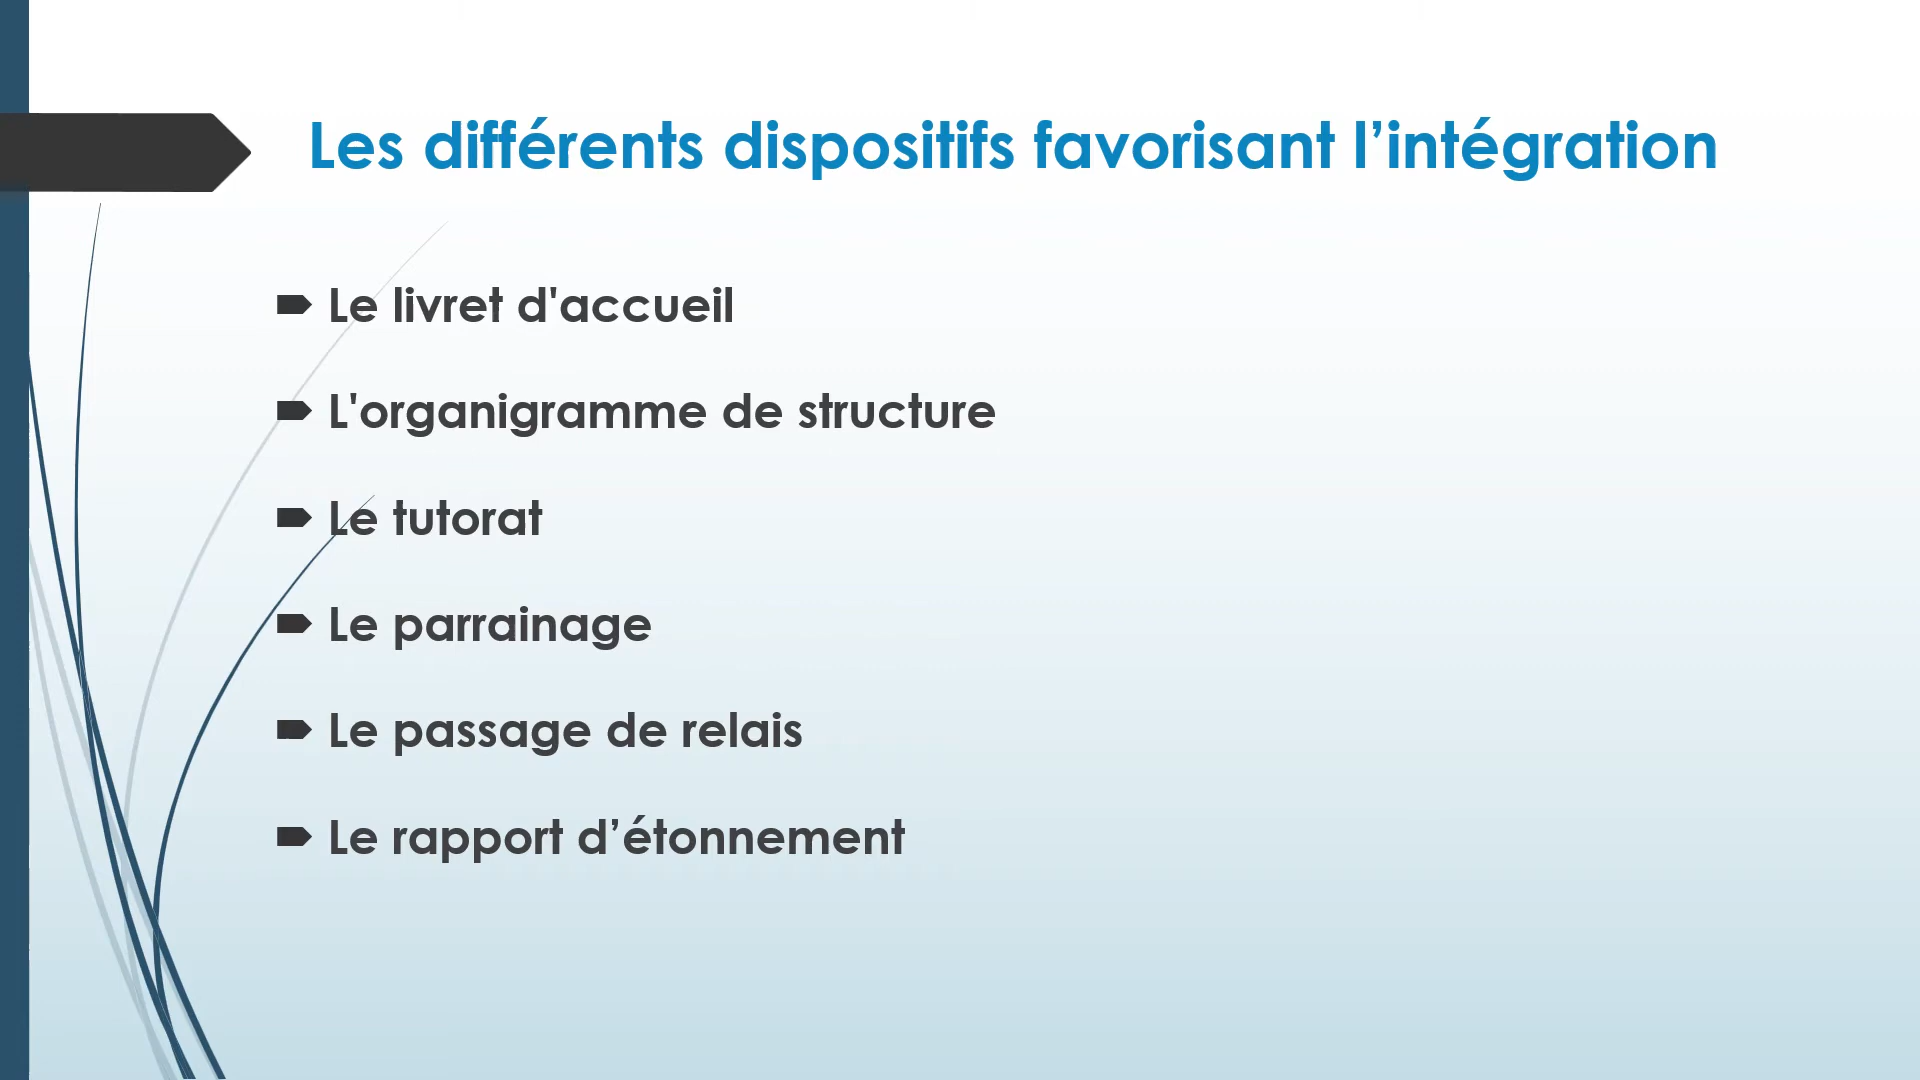 Les différents dispositifs favorisant l’intégration
Le livret d'accueil
L'organigramme de structure
Le tutorat
Le parrainage
Le passage de relais
Le rapport d’étonnement